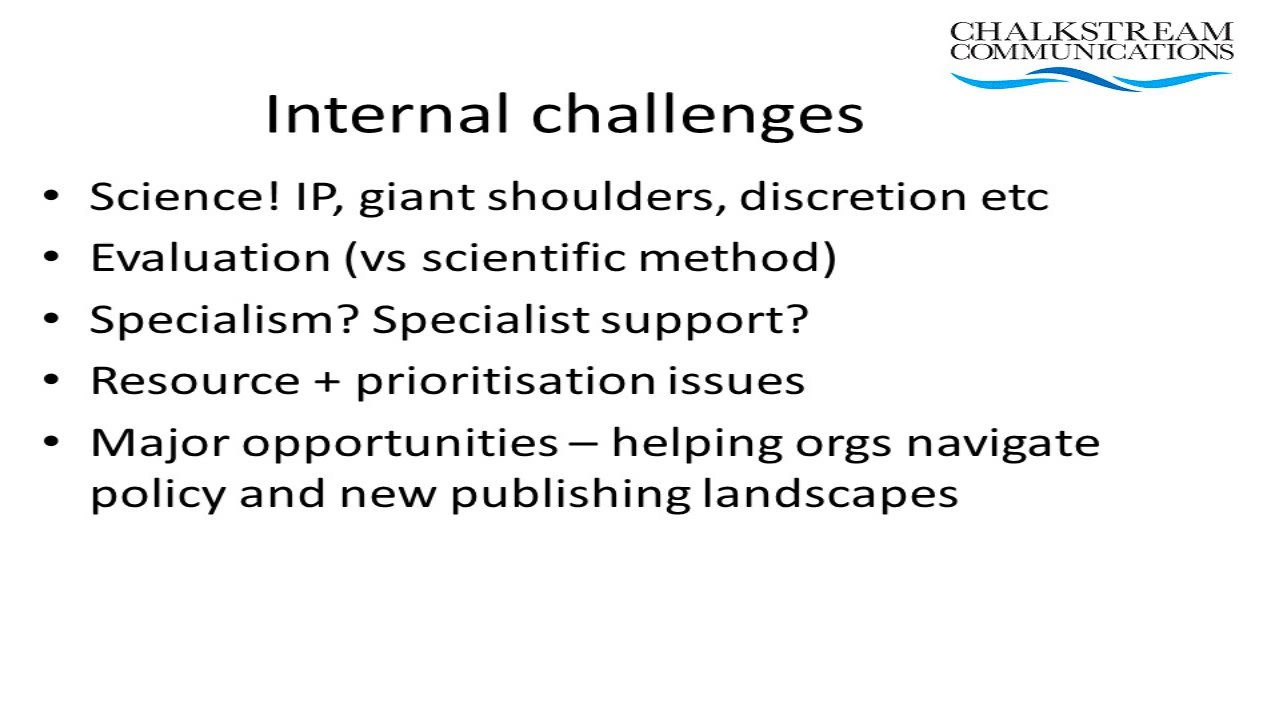 CHALKSTREAM
COMMUNICATIONS
Internal challenges
• Science! IP, giant shoulders, discretion etc
• Evaluation (vs scientific method)
• Specialism? Specialist support?
• Resource + prioritisation issues
• Major opportunities – helping orgs navigate
policy and new publishing landscapes